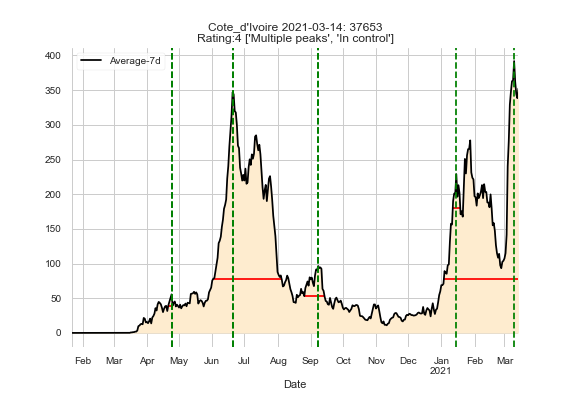 Cote_d'Ivoire 2021-03-14: 37653
Rating:4 ['Multiple peaks', 'In control']
Average-7d
400
350
300
250
200
150
100
50
0
Feb Mar Apr May Jun Jul Aug Sep Oct Nov Dec Jan Feb Mar
2021
Date